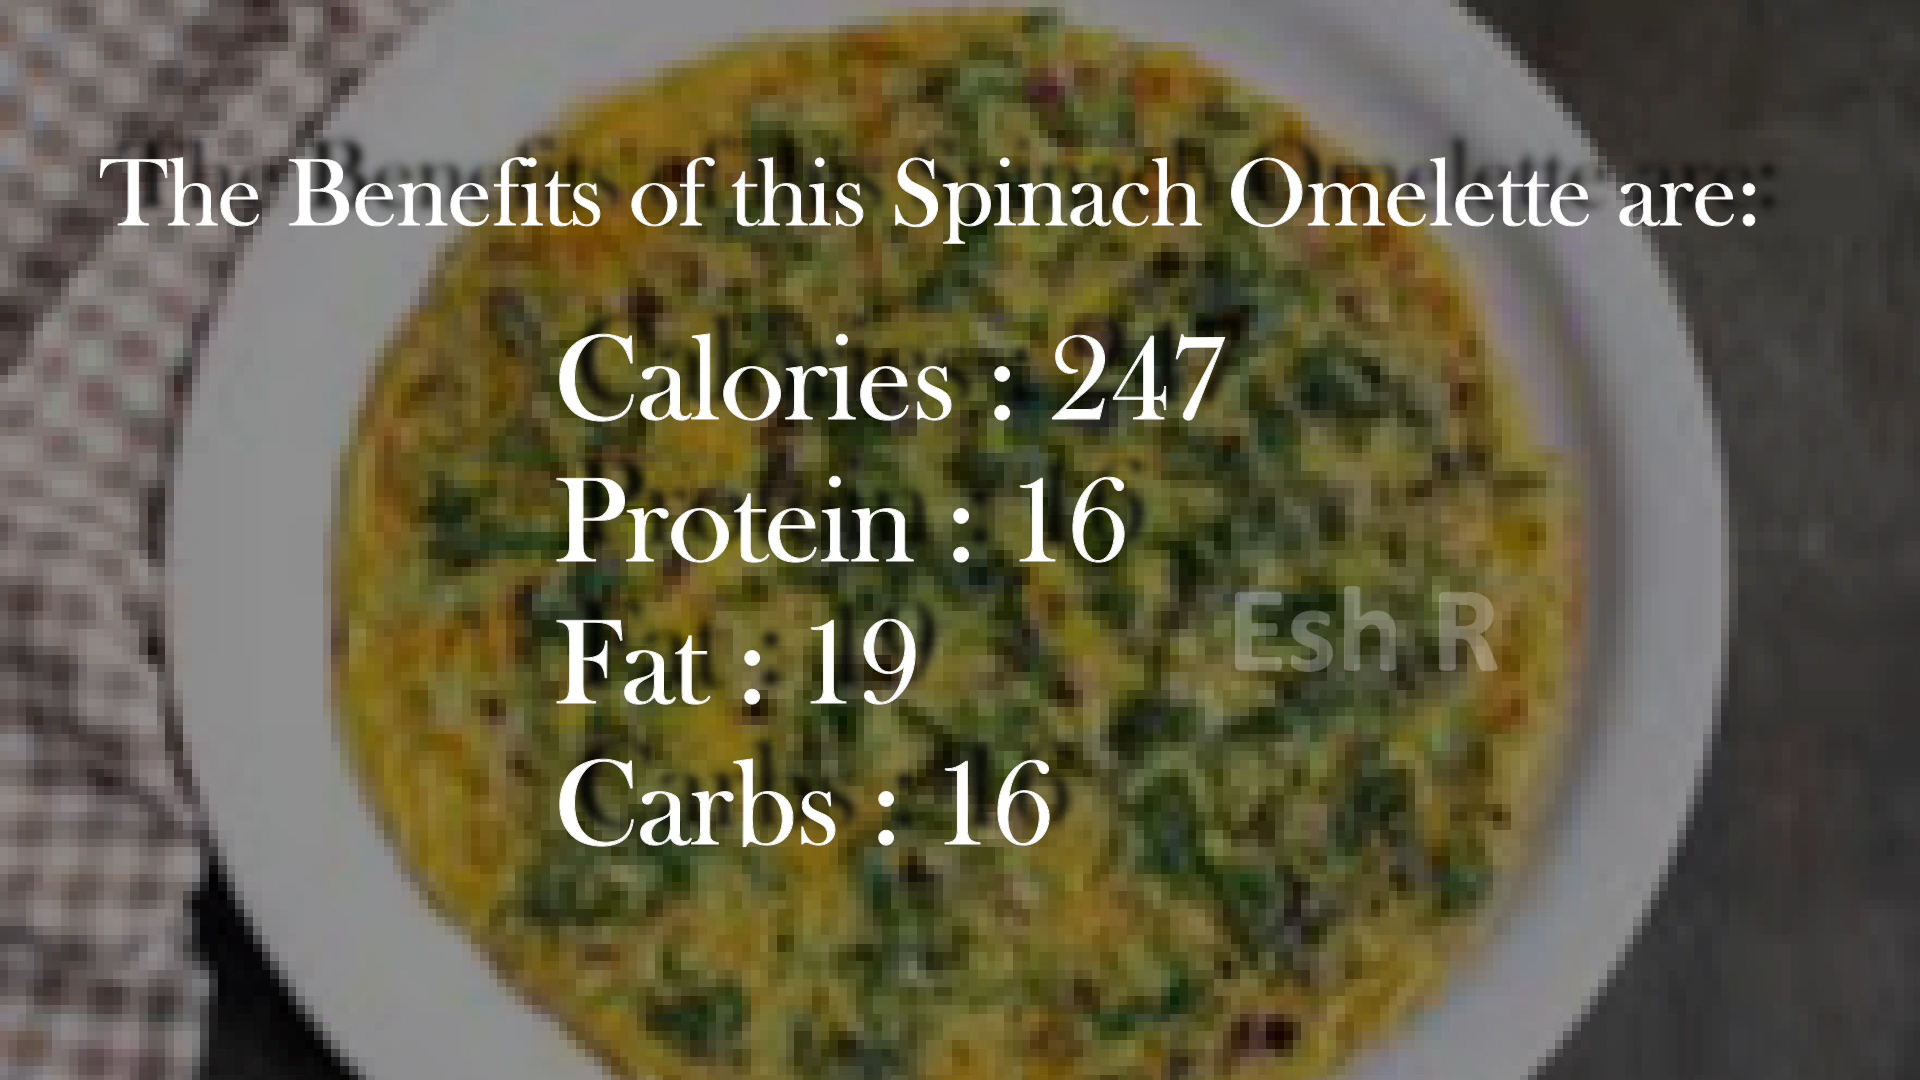 The Benefits of this Spinach Omelette are:
Calories : 247
Protein : 16
Fat : 19
Esh R
Carbs : 16